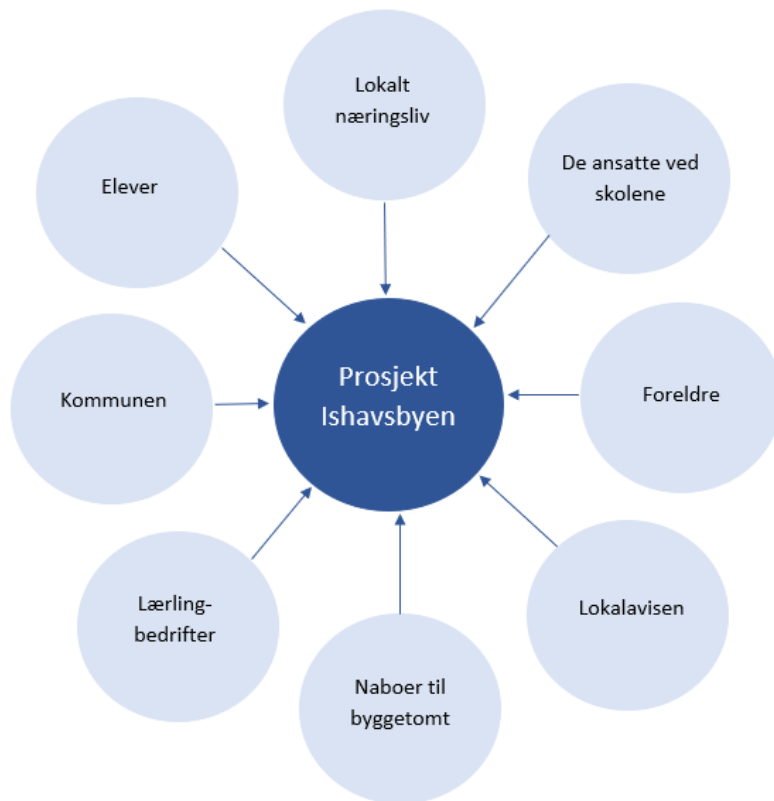 Lokalt
næringsliv
De ansatte ved
skolene
Elever
Prosjekt
Ishavsbyen
Kommunen
Foreldre
Lærling-
bedrifter
Lokalavisen
Naboer til
byggetomt